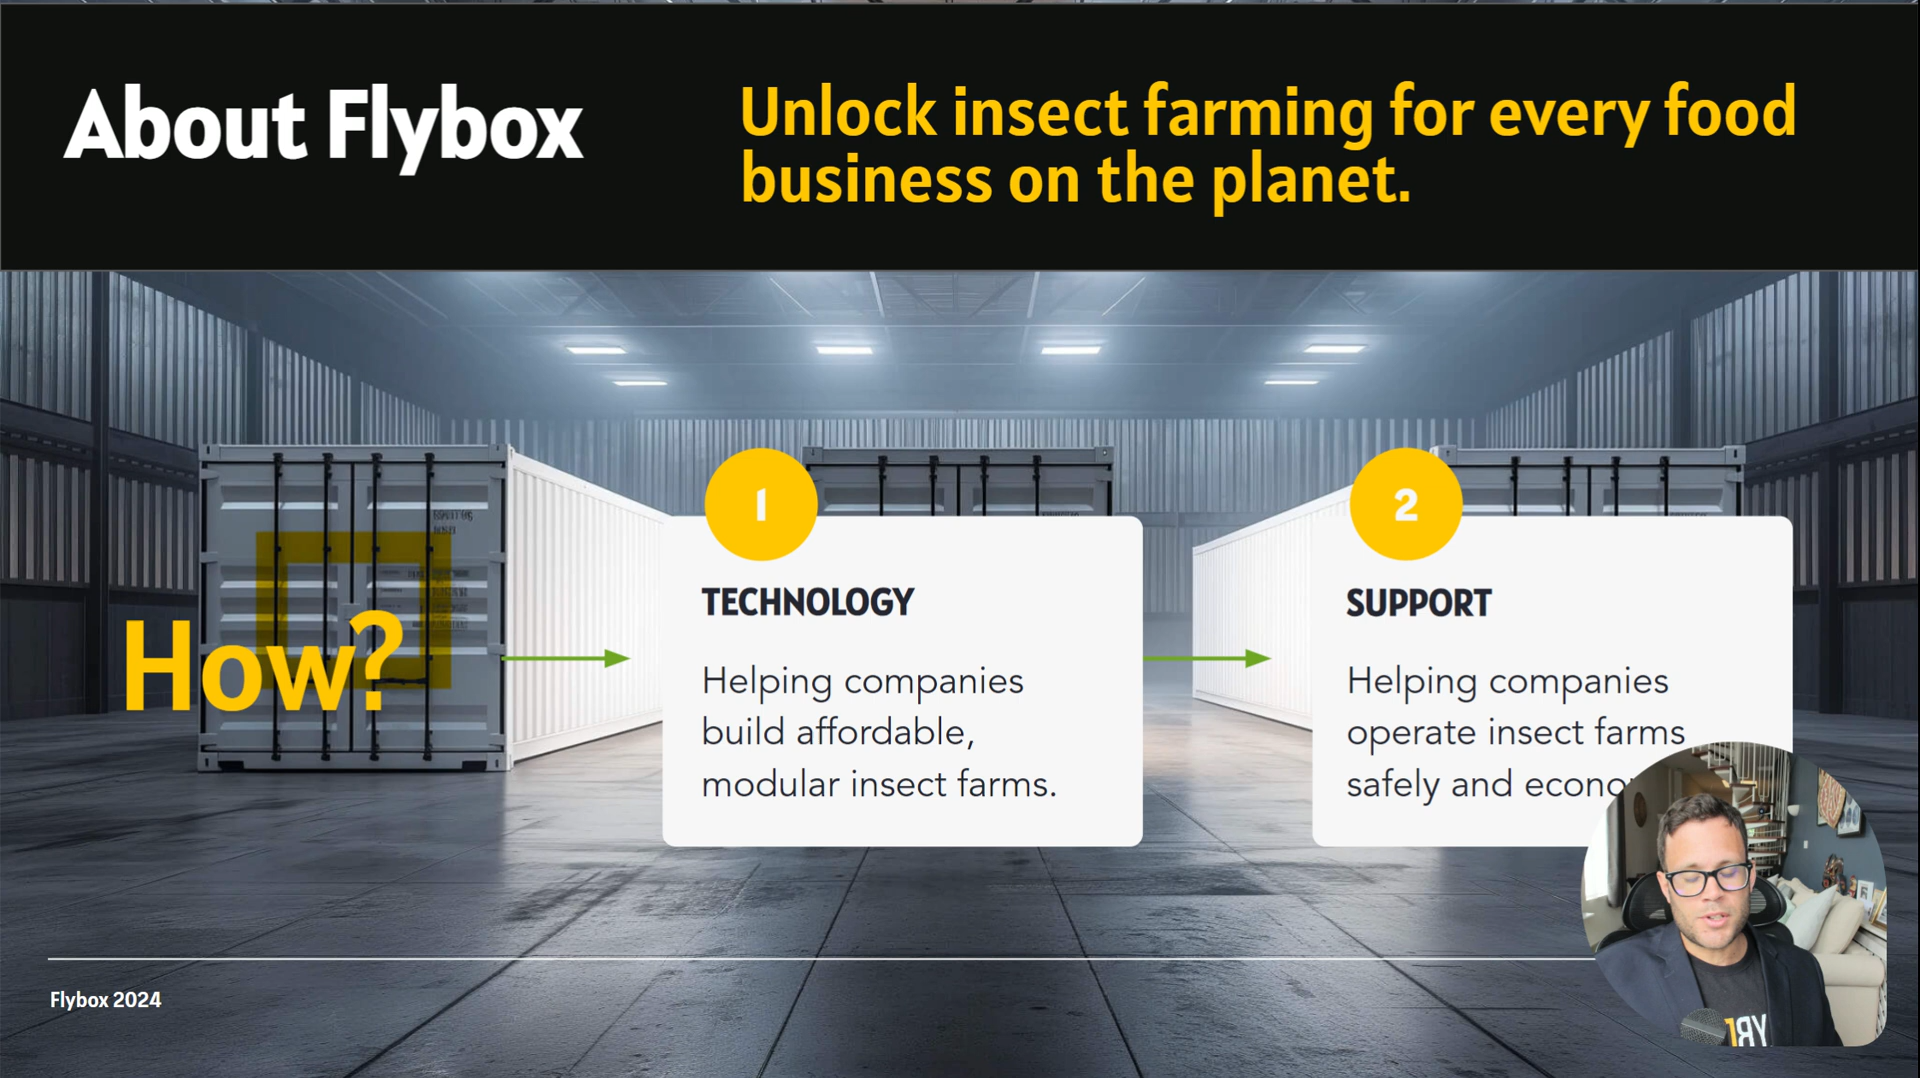 About Flybox
Unlock insect farming for every food
business on the planet.
How?
1
TECHNOLOGY
Helping companies
build affordable,
modular insect farms.
2
SUPPORT
Helping companies
operate insect farms
safely and econo
Flybox 2024